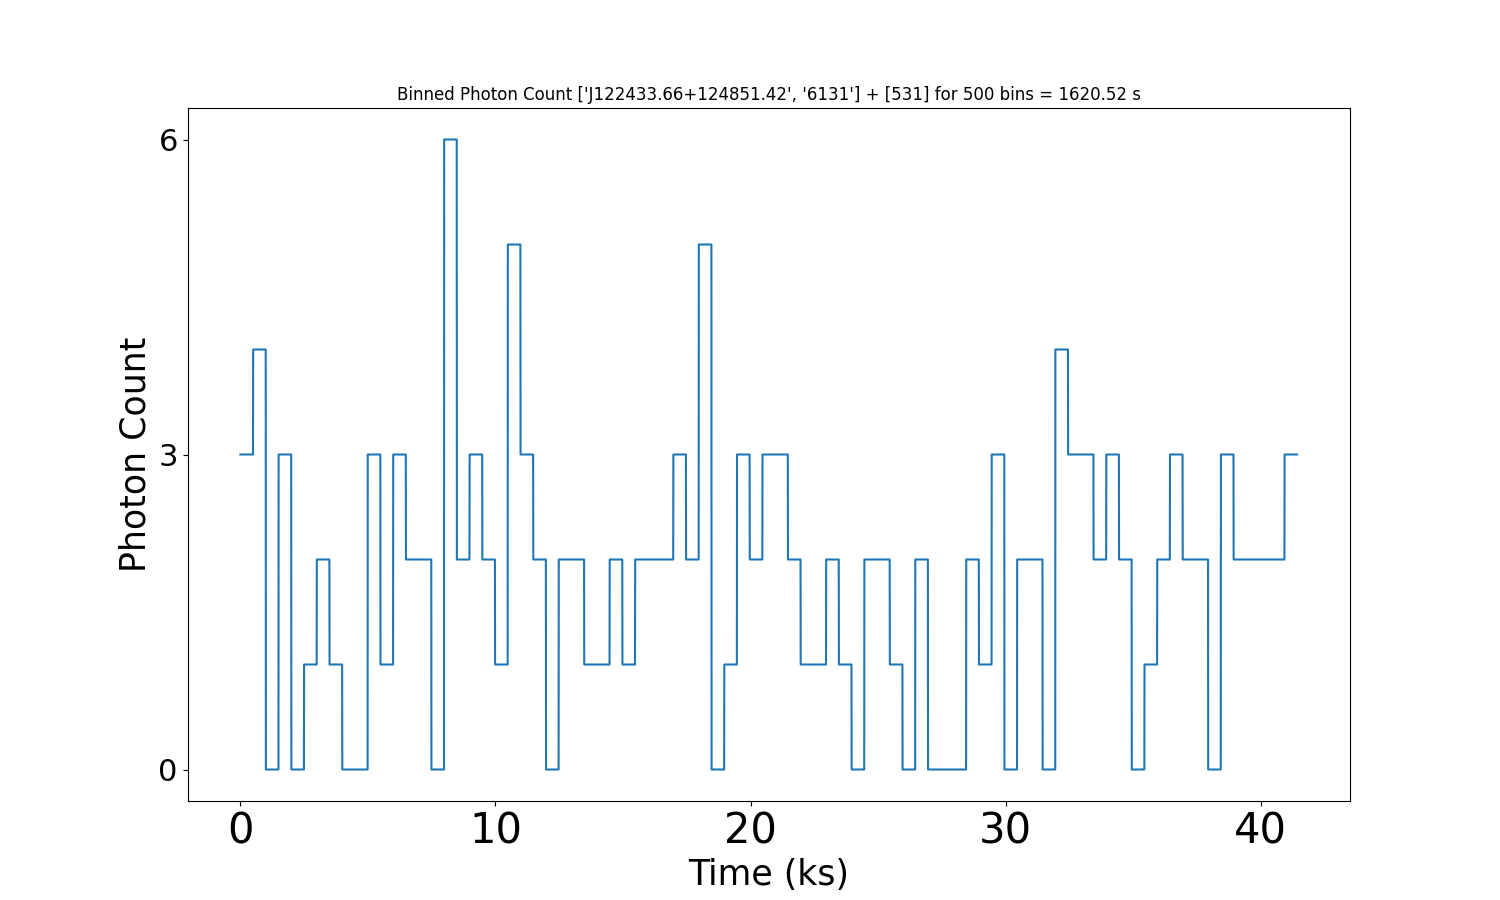 Binned Photon Count ['J122433.66+124851.42', '6131'] + [531] for 500 bins = 1620.52 s
6
3
0
Photon Count
0 10 20 30 40
Time (ks)